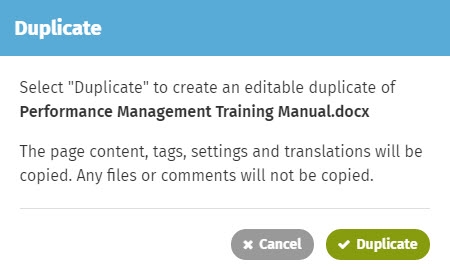 Duplicate
Select "Duplicate" to create an editable duplicate of
Performance Management Training Manual.docx
The page content, tags, settings and translations will be
copied. Any files or comments will not be copied.
Cancel
Duplicate